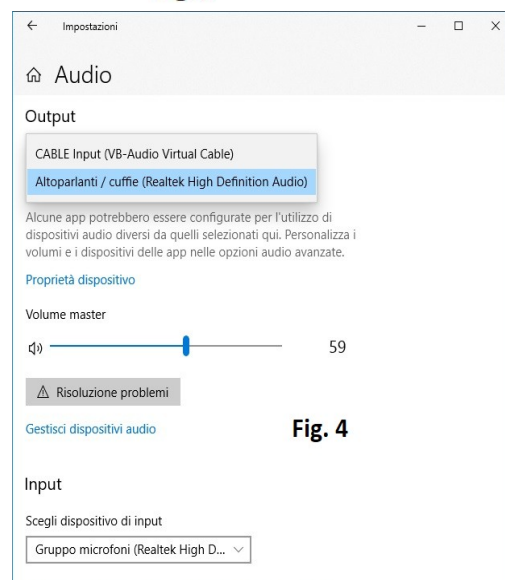 Impostazioni
Audio
Output
CABLE Input (VB-Audio Virtual Cable)
Altoparlanti / cuffie (Realtek High Definition Audio)
Alcune app potrebbero essere configurate per l'utilizzo di
dispositivi audio diversi da quelli selezionati qui. Personalizza i
volumi e i dispositivi delle app nelle opzioni audio avanzate.
Proprietà dispositivo
Volume master
59
Risoluzione problemi
Gestisci dispositivi audio
Fig. 4
Input
Scegli dispositivo di input
Gruppo microfoni (Realtek High D...